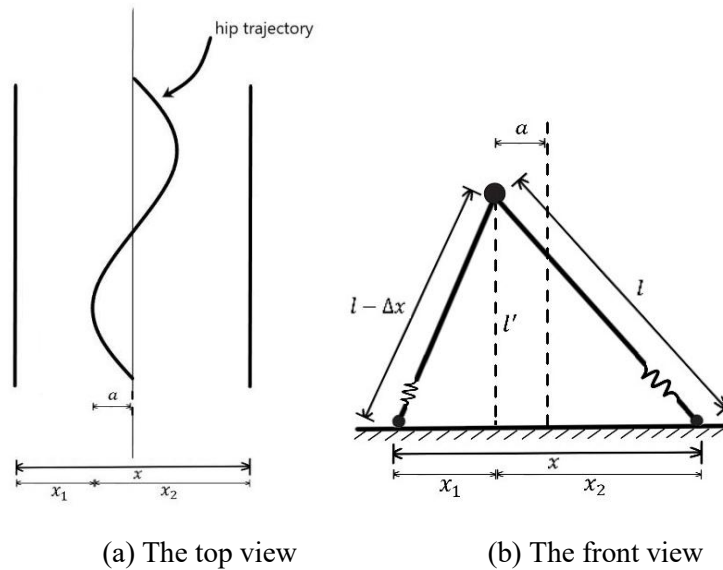 hip trajectory
a
x
x₁
x₂
(a) The top view
a
l − Δx
l
l′
x
x₁
x₂
(b) The front view